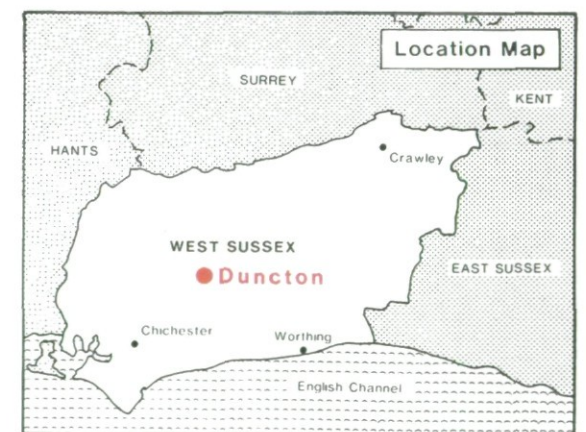 Location Map
SURREY
KENT
HANTS
Crawley
WEST SUSSEX
Duncton
EAST SUSSEX
Chichester
Worthing
English Channel